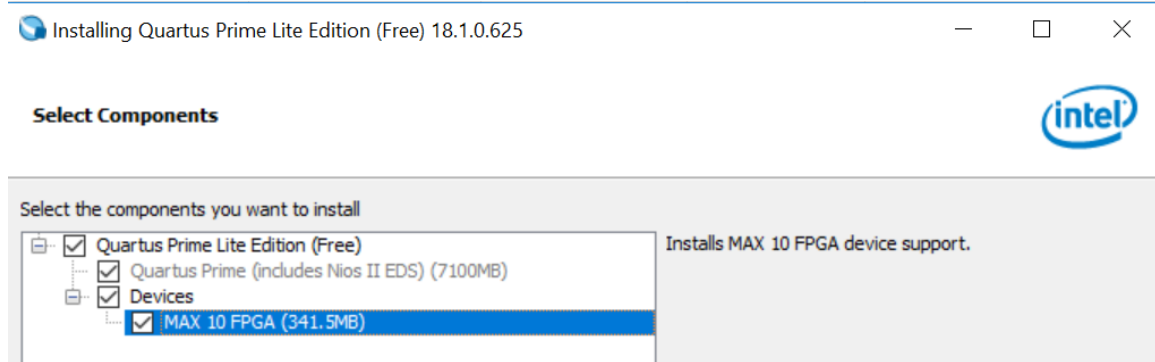 Installing Quartus Prime Lite Edition (Free) 18.1.0.625
Select Components
intel
Select the components you want to install
Quartus Prime Lite Edition (Free)
Installs MAX 10 FPGA device support.
Quartus Prime (includes Nios II EDS) (7100MB)
Devices
MAX 10 FPGA (341.5MB)